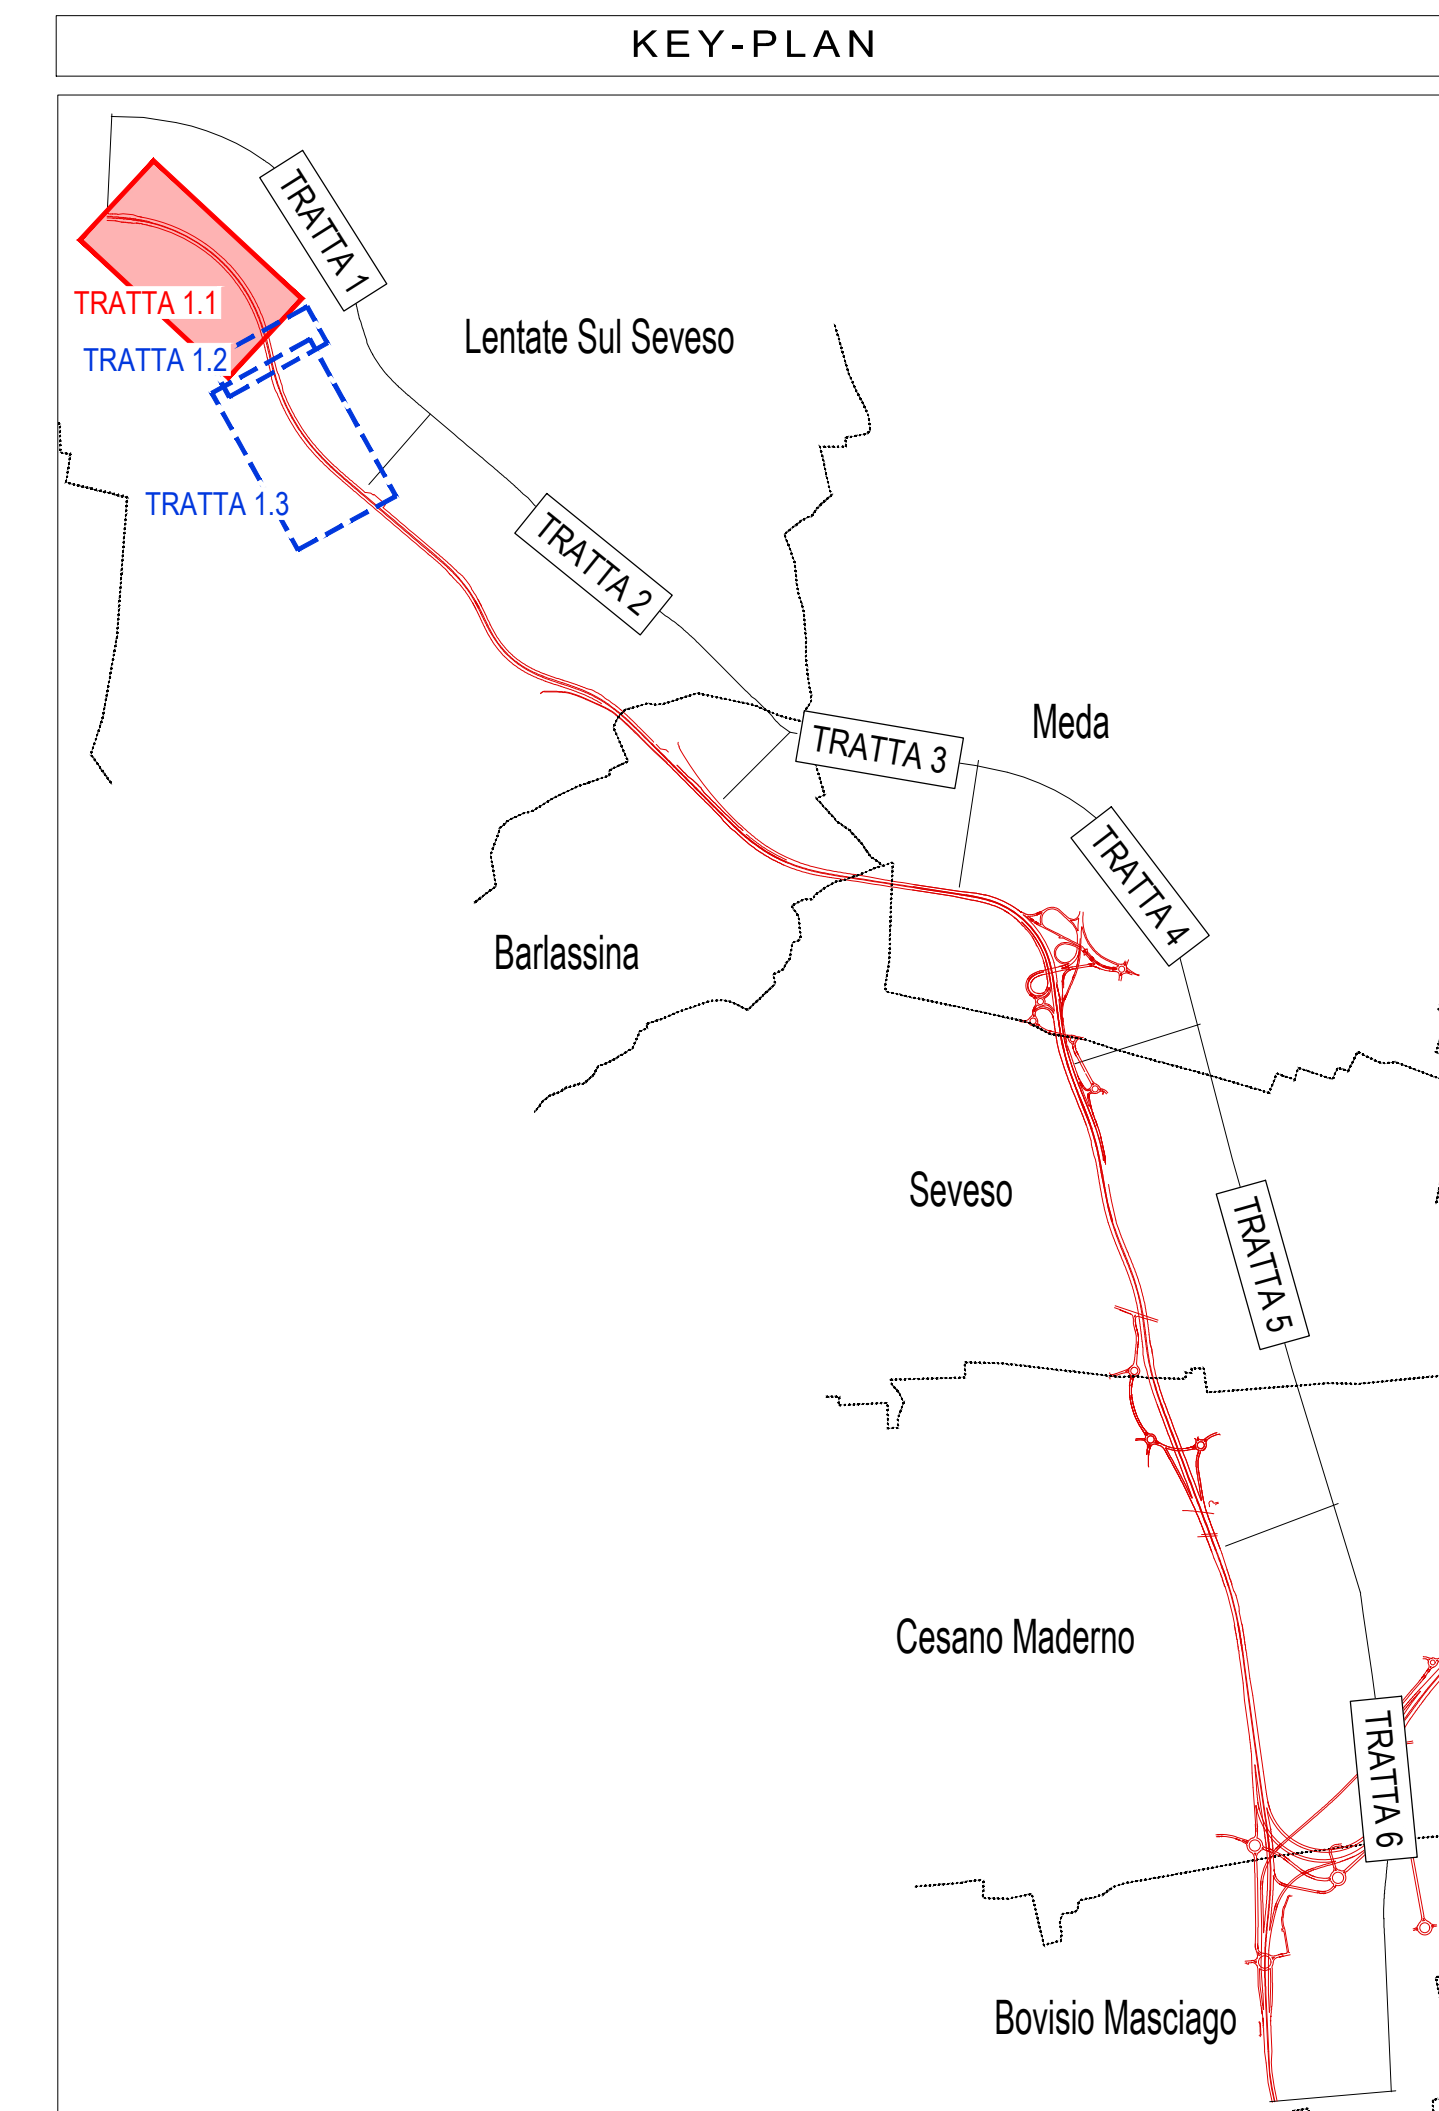 KEY-PLAN
TRATTA 1
TRATTA 1.1
Lentate Sul Seveso
TRATTA 1.2
TRATTA 1.3
TRATTA 2
Meda
TRATTA 3
TRATTA 4
Barlassina
Seveso
TRATTA 5
Cesano Maderno
TRATTA 6
Bovisio Masciago